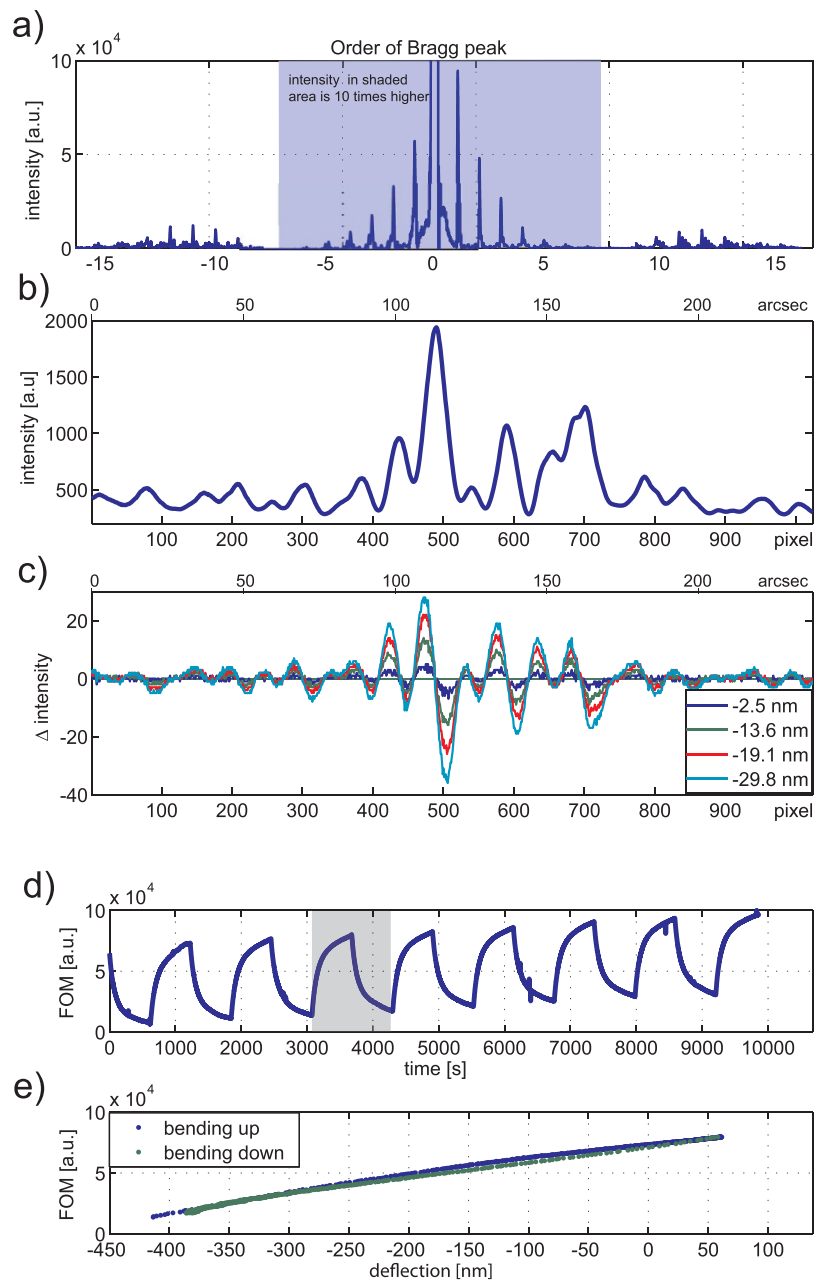 a)
x 10⁴
Order of Bragg peak
10
5
0
intensity [a.u.]
intensity in shaded
area is 10 times higher
-15 -10 -5 0 5 10 15
b)
0 50 100 150 200 arcsec
2000
1500
1000
500
intensity [a.u]
100 200 300 400 500 600 700 800 900 pixel
c)
0 50 100 150 200 arcsec
20
0
-20
-40
Δ intensity
-2.5 nm
-13.6 nm
-19.1 nm
-29.8 nm
100 200 300 400 500 600 700 800 900 pixel
d)
x 10⁴
10
5
0
FOM [a.u.]
0 1000 2000 3000 4000 5000 6000 7000 8000 9000 10000
time [s]
e)
x 10⁴
10
5
0
FOM [a.u.]
bending up
bending down
-450 -400 -350 -300 -250 -200 -150 -100 -50 0 50 100
deflection [nm]